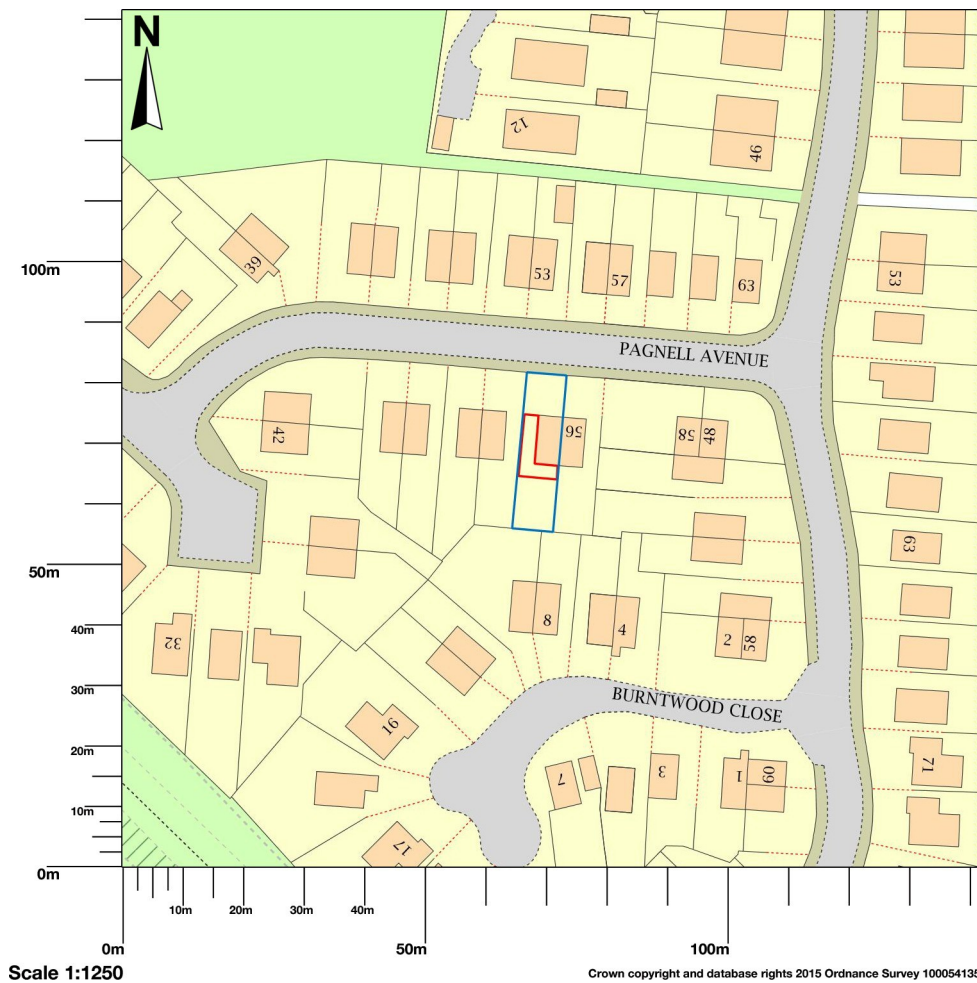 N
12
46
39
53
57
63
53
100m
PAGNELL AVENUE
42
56
58
48
63
50m
8
4
2
58
40m
32
30m
BURNTWOOD CLOSE
16
20m
7
3
1
60
71
10m
17
0m
10m
20m
30m
40m
0m
50m
100m
Scale 1:1250
Crown copyright and database rights 2015 Ordnance Survey 100054135